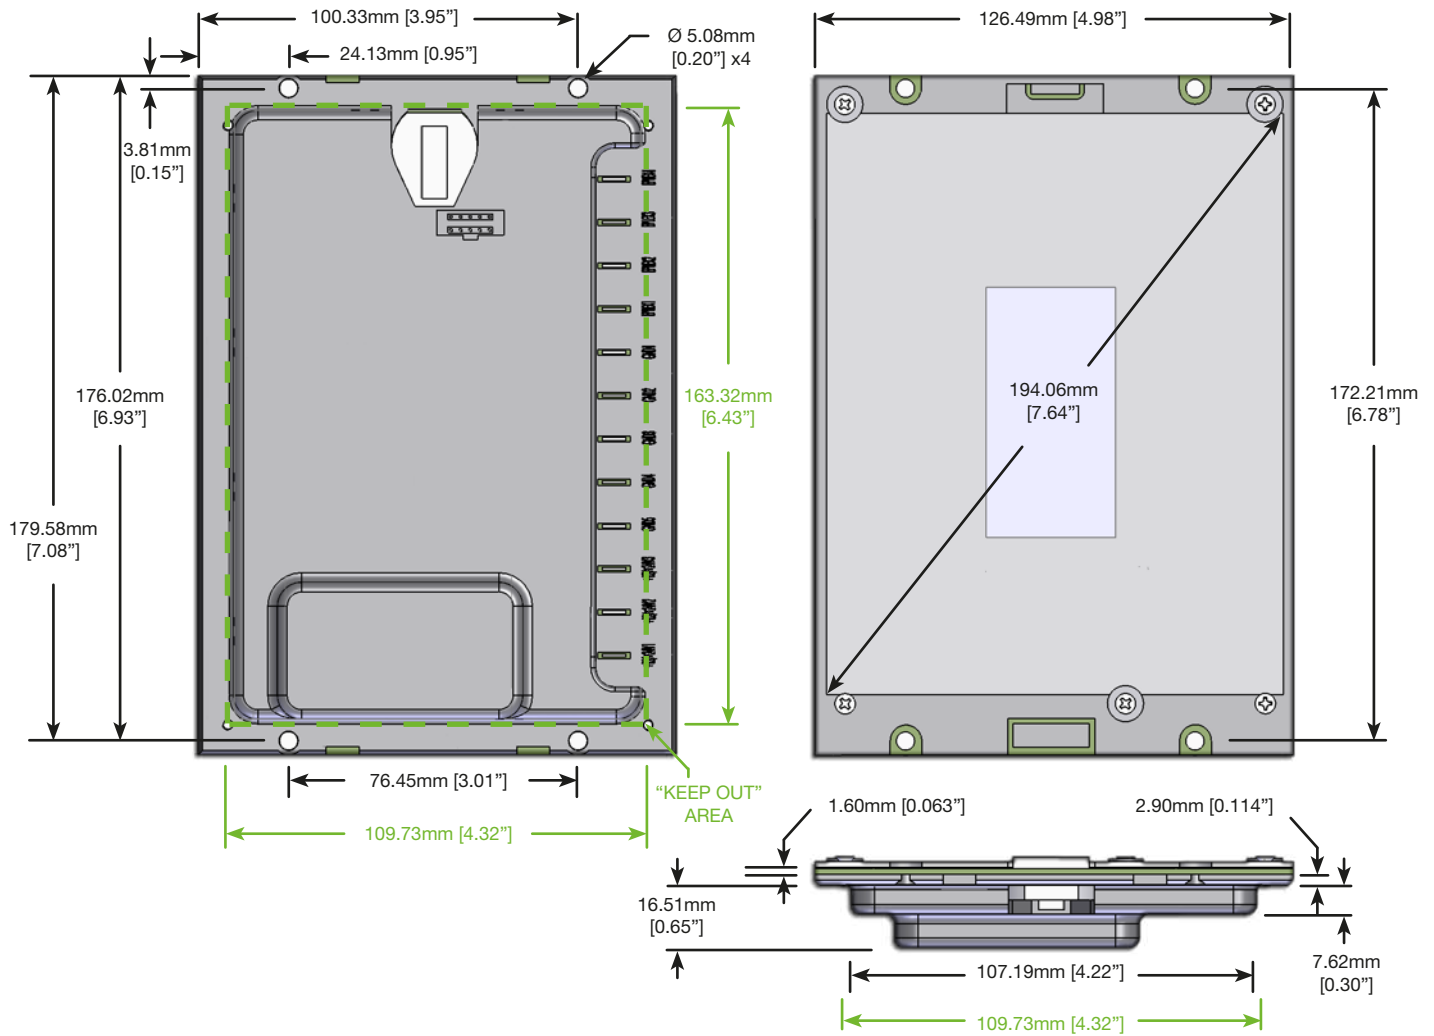 100.33mm [3.95”]
24.13mm [0.95”]
Ø 5.08mm
[0.20”] x4
126.49mm [4.98”]
3.81mm
[0.15”]
176.02mm
[6.93”]
163.32mm
[6.43”]
194.06mm
[7.64”]
172.21mm
[6.78”]
179.58mm
[7.08”]
76.45mm [3.01”]
“KEEP OUT”
AREA
109.73mm [4.32”]
1.60mm [0.063”]
2.90mm [0.114”]
16.51mm
[0.65”]
107.19mm [4.22”]
7.62mm
[0.30”]
109.73mm [4.32”]